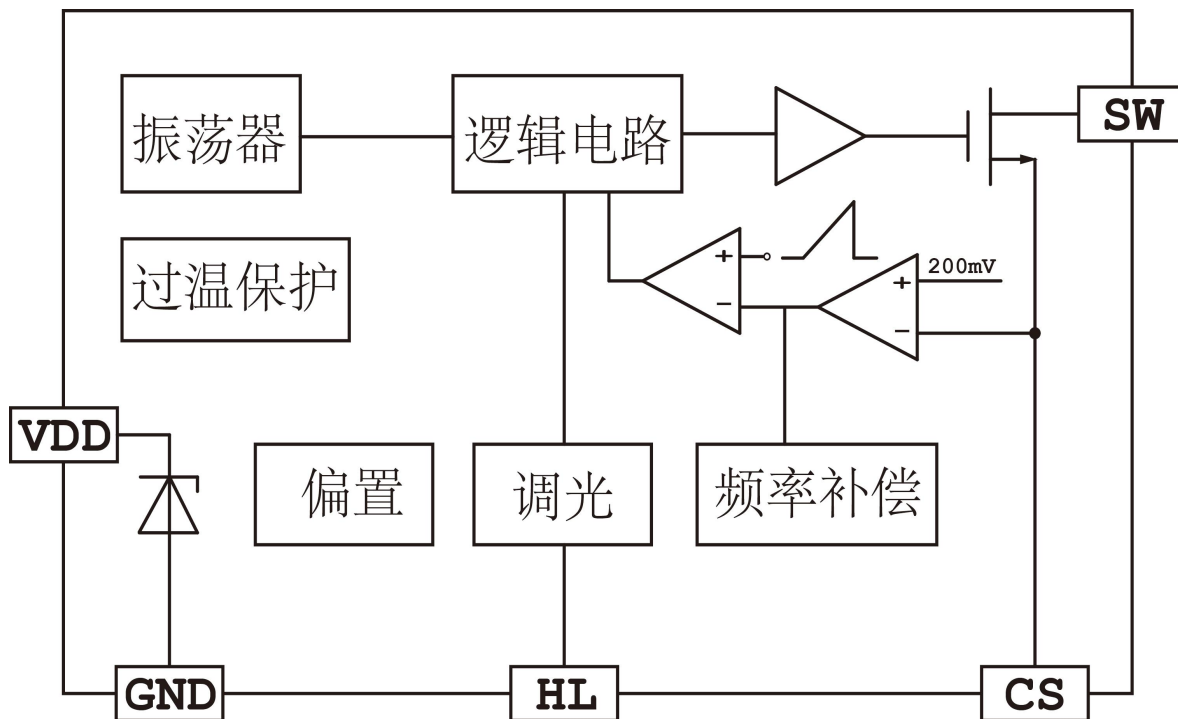 振荡器
逻辑电路
SW
过温保护
+
200mV
+
−
−
VDD
偏置
调光
频率补偿
GND
HL
CS